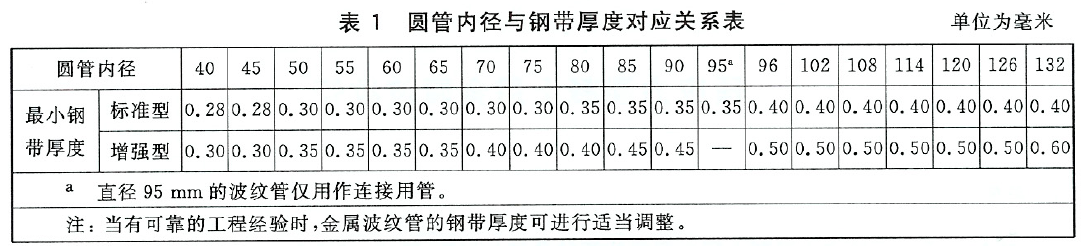 表 1 圆管内径与钢带厚度对应关系表 单位为毫米
圆管内径 40 45 50 55 60 65 70 75 80 85 90 95ᵃ 96 102 108 114 120 126 132
最小钢带厚度 标准型 0.28 0.28 0.30 0.30 0.30 0.30 0.30 0.30 0.35 0.35 0.35 0.35 0.40 0.40 0.40 0.40 0.40 0.40 0.40
增强型 0.30 0.30 0.35 0.35 0.35 0.35 0.40 0.40 0.40 0.45 0.45 — 0.50 0.50 0.50 0.50 0.50 0.50 0.60
ᵃ 直径 95 mm 的波纹管仅用作连接用管。
注：当有可靠的工程经验时，金属波纹管的钢带厚度可进行适当调整。